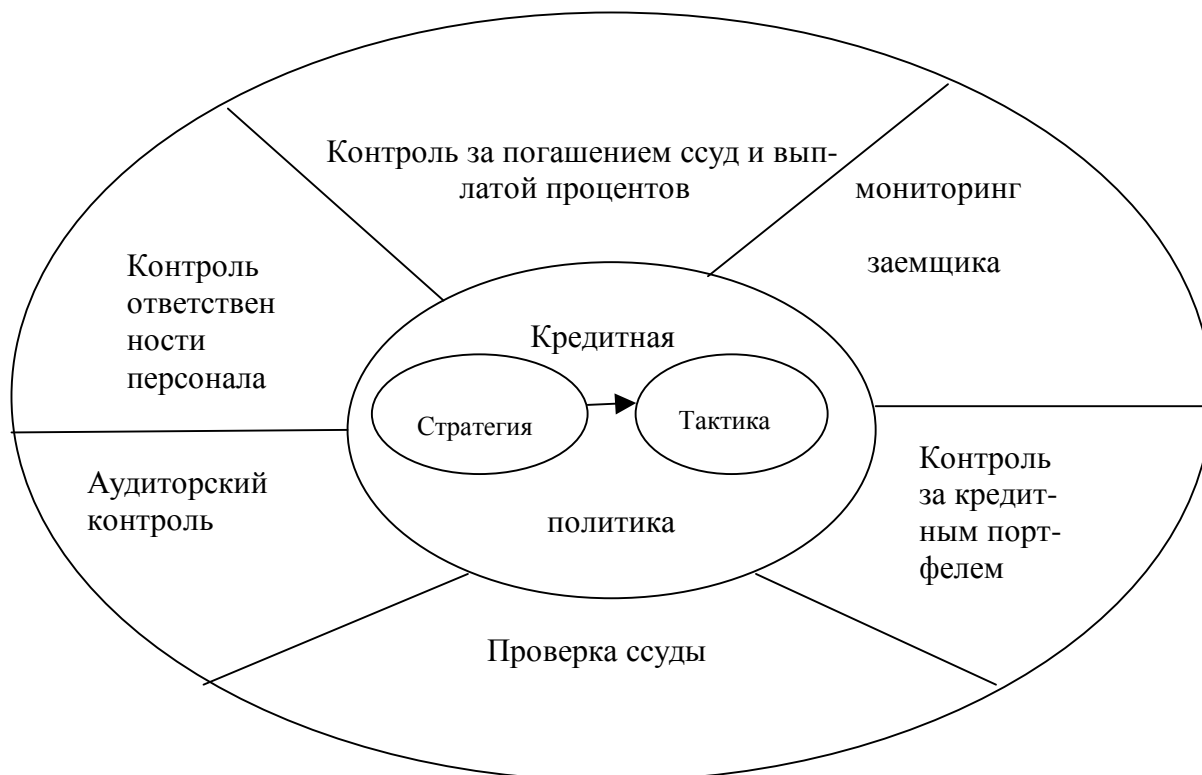 Контроль за погашением ссуд и вып-
латой процентов
мониторинг
заемщика
Контроль
ответствен
ности
персонала
Кредитная
Стратегия
Тактика
политика
Контроль
за кредит-
ным порт-
фелем
Аудиторский
контроль
Проверка ссуды